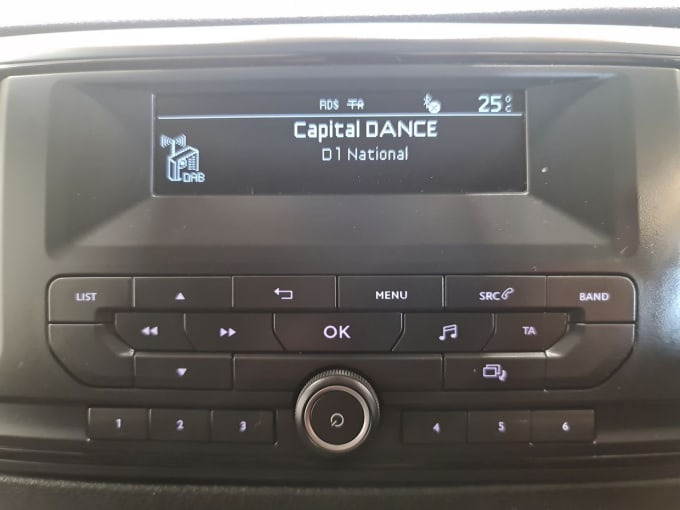 RDS TA 25°C
Capital DANCE
D1 National
DAB
LIST MENU SRC BAND
OK TA
1 2 3 4 5 6